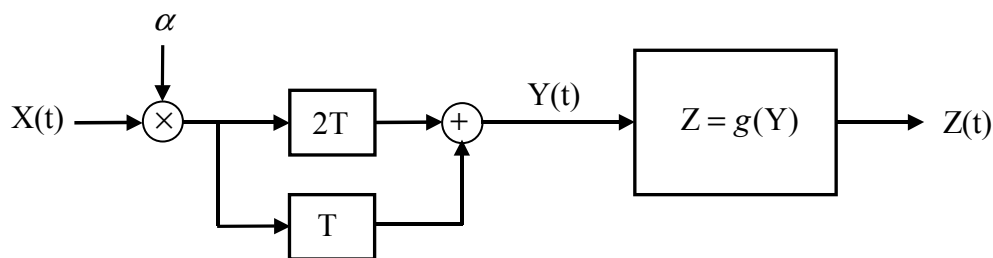 α
X(t)
×
2T
+
Y(t)
Z = g(Y)
Z(t)
T